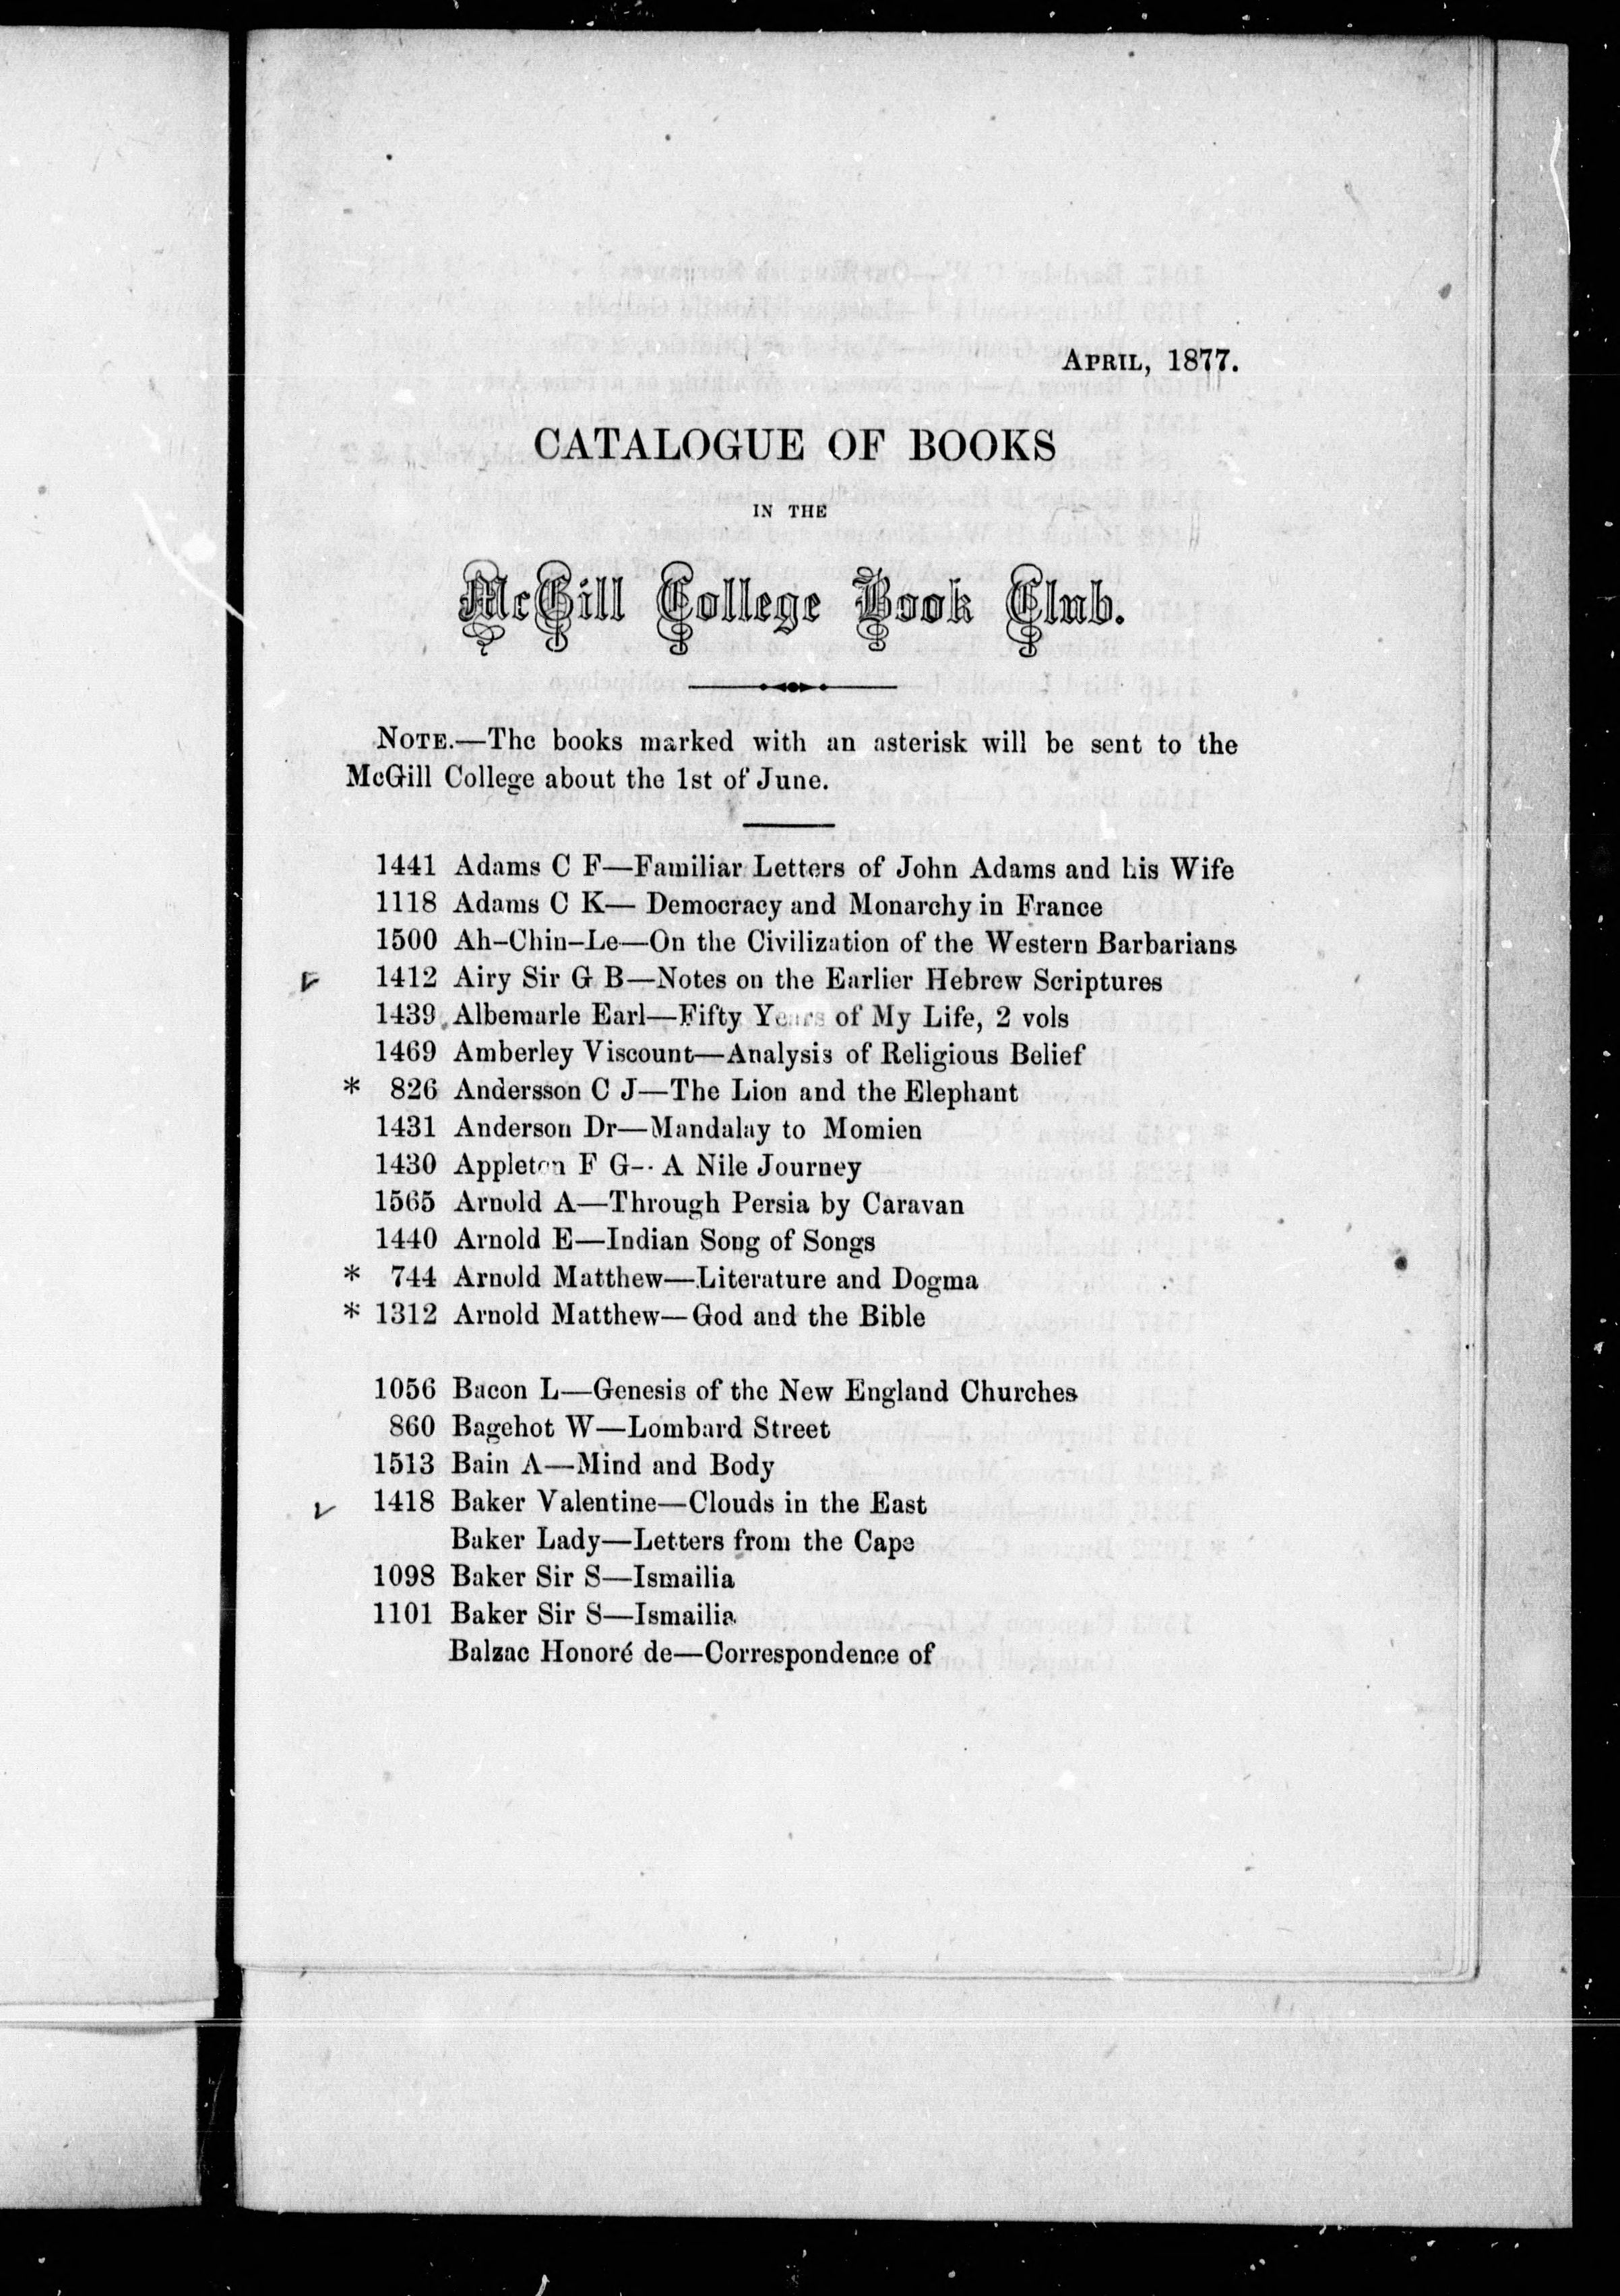 APRIL, 1877.
CATALOGUE OF BOOKS
IN THE
McGill College Book Club.
NOTE.—The books marked with an asterisk will be sent to the
McGill College about the 1st of June.
1441 Adams C F—Familiar Letters of John Adams and his Wife
1118 Adams C K— Democracy and Monarchy in France
1500 Ah-Chin-Le—On the Civilization of the Western Barbarians
1412 Airy Sir G B—Notes on the Earlier Hebrew Scriptures
1439 Albemarle Earl—Fifty Years of My Life, 2 vols
1469 Amberley Viscount—Analysis of Religious Belief
* 826 Andersson C J—The Lion and the Elephant
1431 Anderson Dr—Mandalay to Momien
1430 Appleton F G-- A Nile Journey
1565 Arnold A—Through Persia by Caravan
1440 Arnold E—Indian Song of Songs
* 744 Arnold Matthew—Literature and Dogma
* 1312 Arnold Matthew—God and the Bible
1056 Bacon L—Genesis of the New England Churches
860 Bagehot W—Lombard Street
1513 Bain A—Mind and Body
1418 Baker Valentine—Clouds in the East
Baker Lady—Letters from the Cape
1098 Baker Sir S—Ismailia
1101 Baker Sir S—Ismailia
Balzac Honoré de—Correspondence of